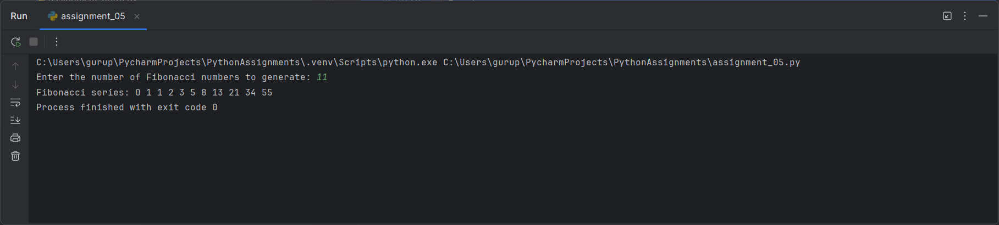 Run assignment_05
C:\Users\gurup\PycharmProjects\PythonAssignments\.venv\Scripts\python.exe C:\Users\gurup\PycharmProjects\PythonAssignments\assignment_05.py
Enter the number of Fibonacci numbers to generate: 11
Fibonacci series: 0 1 1 2 3 5 8 13 21 34 55
Process finished with exit code 0